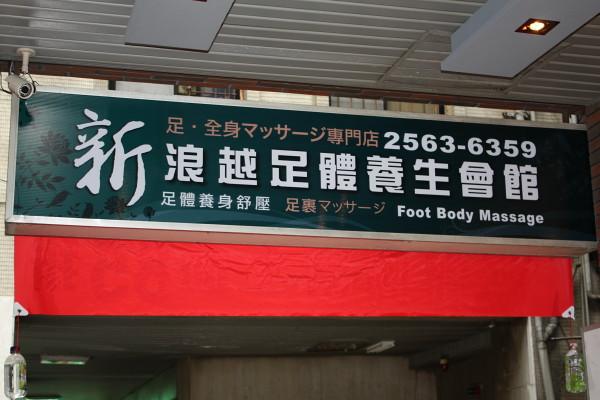 足・全身マッサージ專門店 2563-6359
新浪越足體養生會館
足體養身舒壓 足裏マッサージ Foot Body Massage